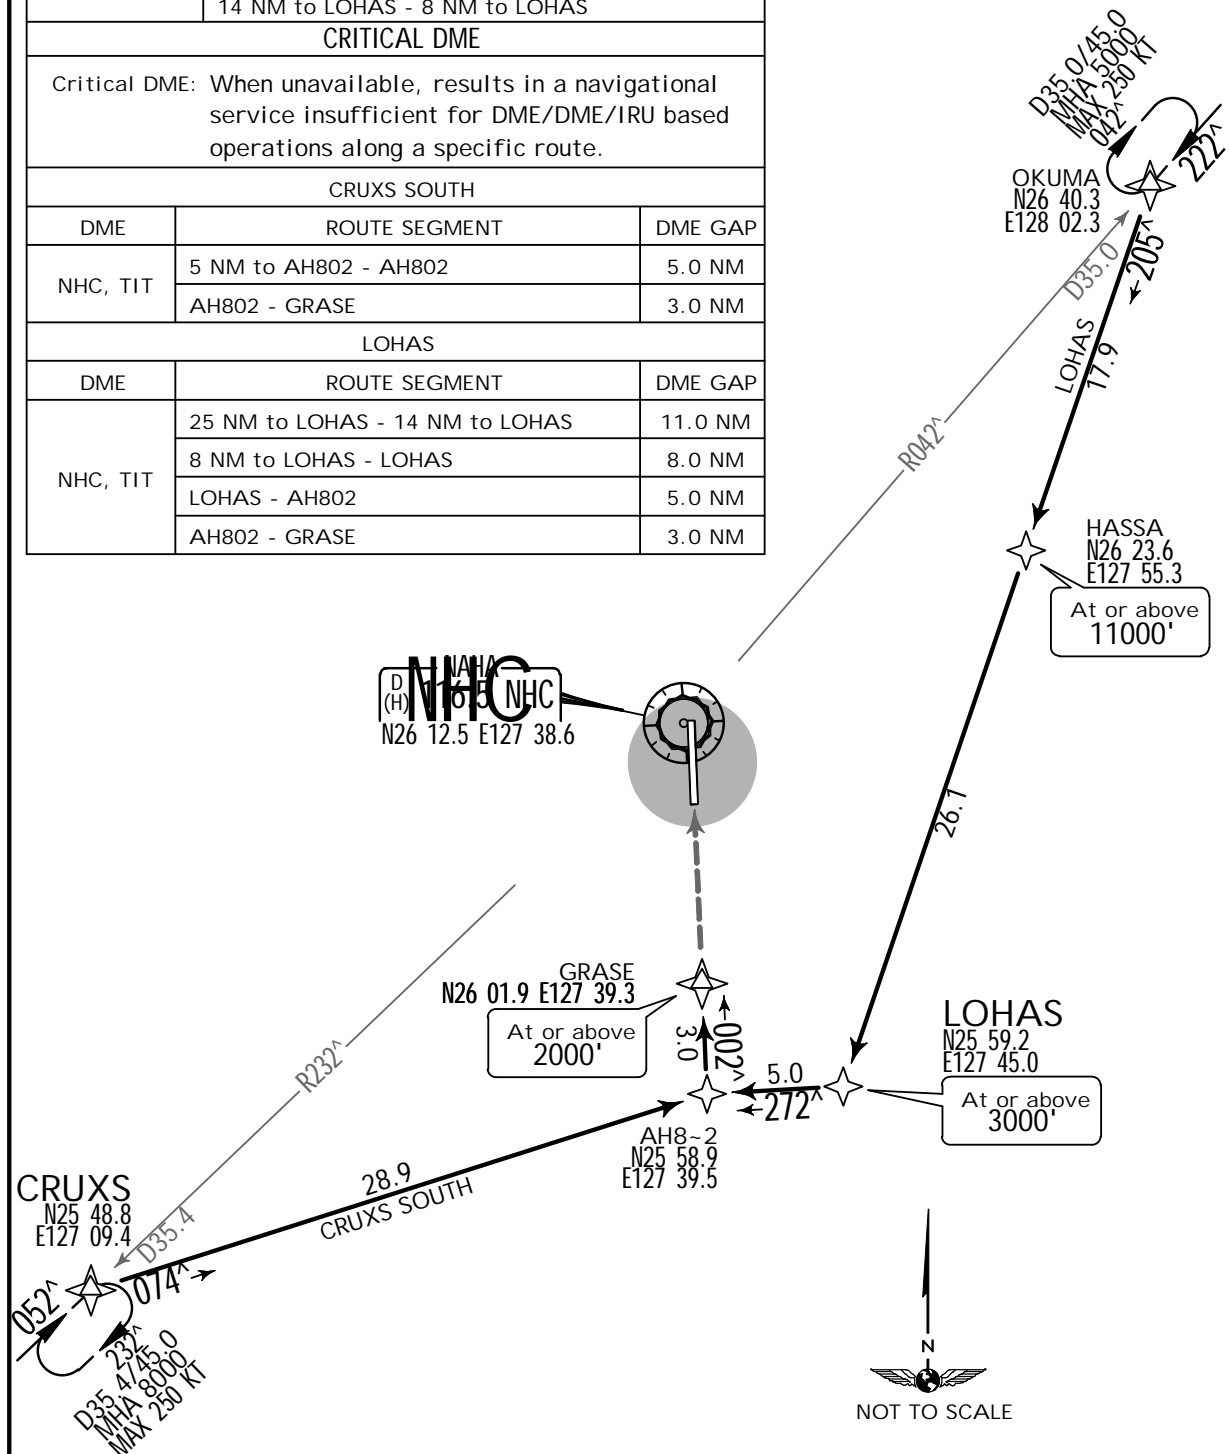 14 NM to LOHAS - 8 NM to LOHAS
CRITICAL DME
Critical DME: When unavailable, results in a navigational
service insufficient for DME/DME/IRU based
operations along a specific route.
CRUXS SOUTH
DME ROUTE SEGMENT DME GAP
NHC, TIT
5 NM to AH802 - AH802 5.0 NM
AH802 - GRASE 3.0 NM
LOHAS
DME ROUTE SEGMENT DME GAP
NHC, TIT
25 NM to LOHAS - 14 NM to LOHAS 11.0 NM
8 NM to LOHAS - LOHAS 8.0 NM
LOHAS - AH802 5.0 NM
AH802 - GRASE 3.0 NM
D35.0/45.0
MHA 5000
MAX 250 KT
042^
222^
OKUMA
N26 40.3
E128 02.3
D35.0
205^
LOHAS
17.9
R042^
HASSA
N26 23.6
E127 55.3
At or above
11000'
NAHA
D
(H)
116.5 NHC
NHC
N26 12.5 E127 38.6
26.1
GRASE
N26 01.9 E127 39.3
At or above
2000'
3.0
002^
LOHAS
N25 59.2
E127 45.0
At or above
3000'
5.0
272^
AH8~2
N25 58.9
E127 39.5
R232^
28.9
CRUXS SOUTH
CRUXS
N25 48.8
E127 09.4
D35.4
074^
052^
232^
D35.4/45.0
MHA 8000
MAX 250 KT
N
NOT TO SCALE